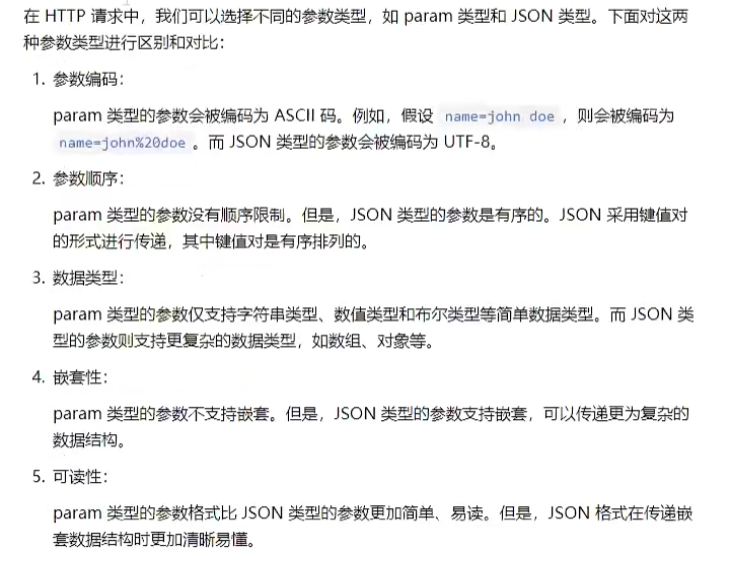 在 HTTP 请求中，我们可以选择不同的参数类型，如 param 类型和 JSON 类型。下面对这两
种参数类型进行区别和对比：
1. 参数编码：
param 类型的参数会被编码为 ASCII 码。例如，假设 name=john doe ，则会被编码为
name=john%20doe 。而 JSON 类型的参数会被编码为 UTF-8。
2. 参数顺序：
param 类型的参数没有顺序限制。但是，JSON 类型的参数是有序的。JSON 采用键值对
的形式进行传递，其中键值对是有序排列的。
3. 数据类型：
param 类型的参数仅支持字符串类型、数值类型和布尔类型等简单数据类型。而 JSON 类
型的参数则支持更复杂的数据类型，如数组、对象等。
4. 嵌套性：
param 类型的参数不支持嵌套。但是，JSON 类型的参数支持嵌套，可以传递更为复杂的
数据结构。
5. 可读性：
param 类型的参数格式比 JSON 类型的参数更加简单、易读。但是，JSON 格式在传递嵌
套数据结构时更加清晰易懂。